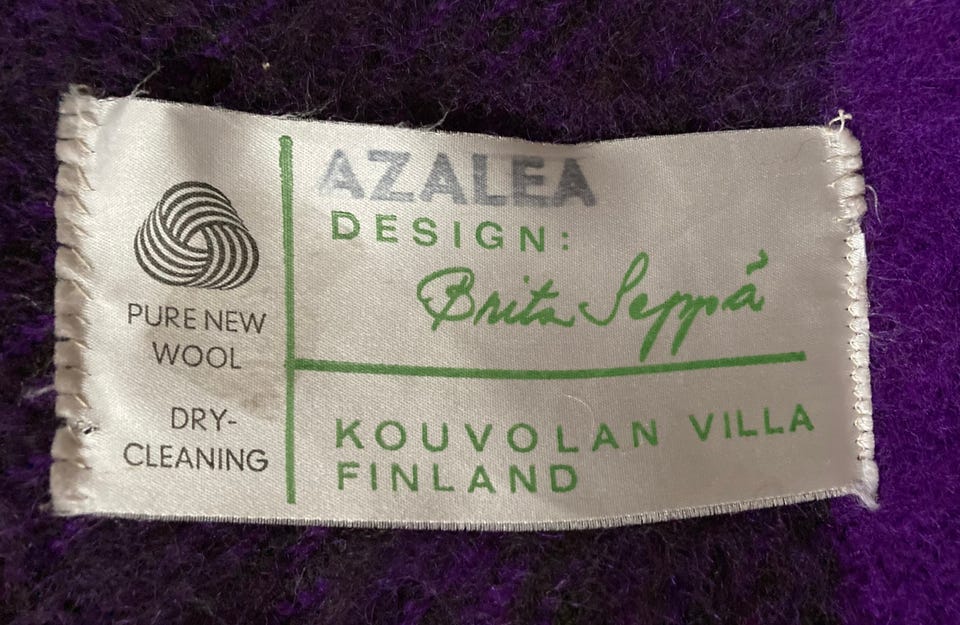 PURE NEW
WOOL
DRY-
CLEANING
AZALEA
DESIGN:
Brita Seppä
KOUVOLAN VILLA
FINLAND